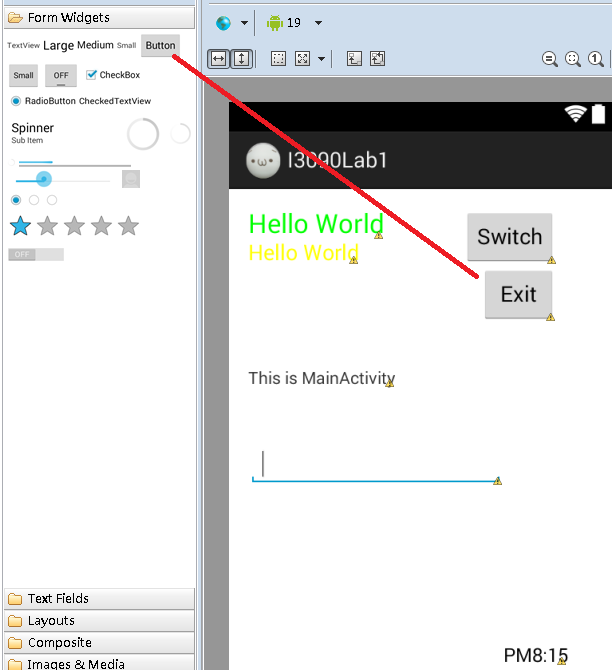 Form Widgets
TextView Large Medium Small Button
Small OFF CheckBox
RadioButton CheckedTextView
Spinner
Sub Item
OFF
Text Fields
Layouts
Composite
Images & Media
19
1
I3090Lab1
Hello World
Hello World
Switch
Exit
This is MainActivity
PM8:15